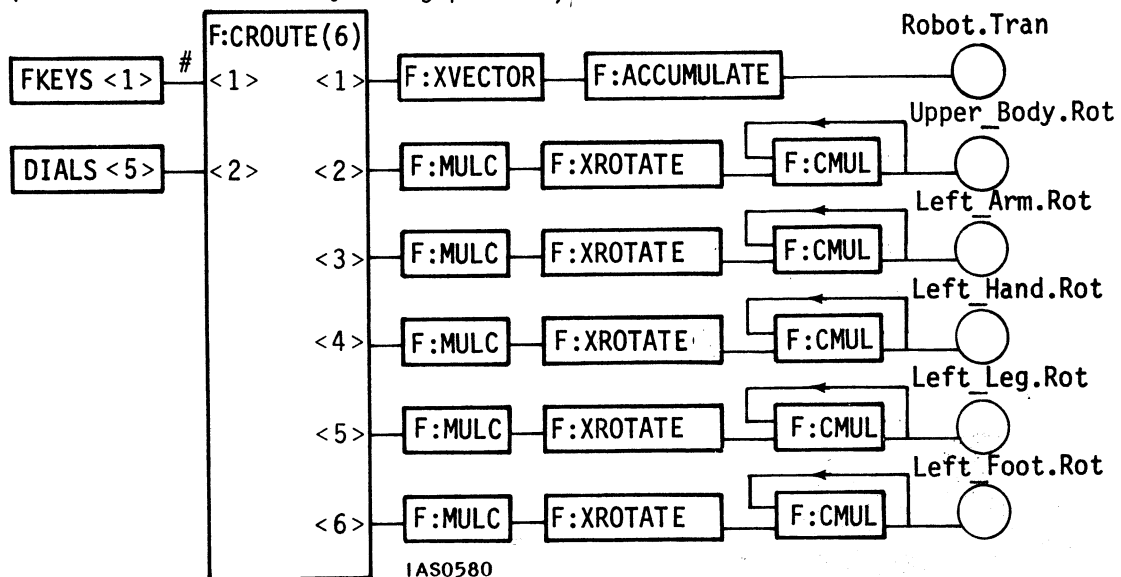 F:CROUTE(6)
Robot.Tran
FKEYS <1>
#
<1>
<1>
F:XVECTOR
F:ACCUMULATE
Upper_Body.Rot
DIALS <5>
<2>
<2>
F:MULC
F:XROTATE
F:CMUL
Left_Arm.Rot
<3>
F:MULC
F:XROTATE
F:CMUL
Left_Hand.Rot
<4>
F:MULC
F:XROTATE
F:CMUL
Left_Leg.Rot
<5>
F:MULC
F:XROTATE
F:CMUL
Left_Foot.Rot
<6>
F:MULC
F:XROTATE
F:CMUL
IAS0580